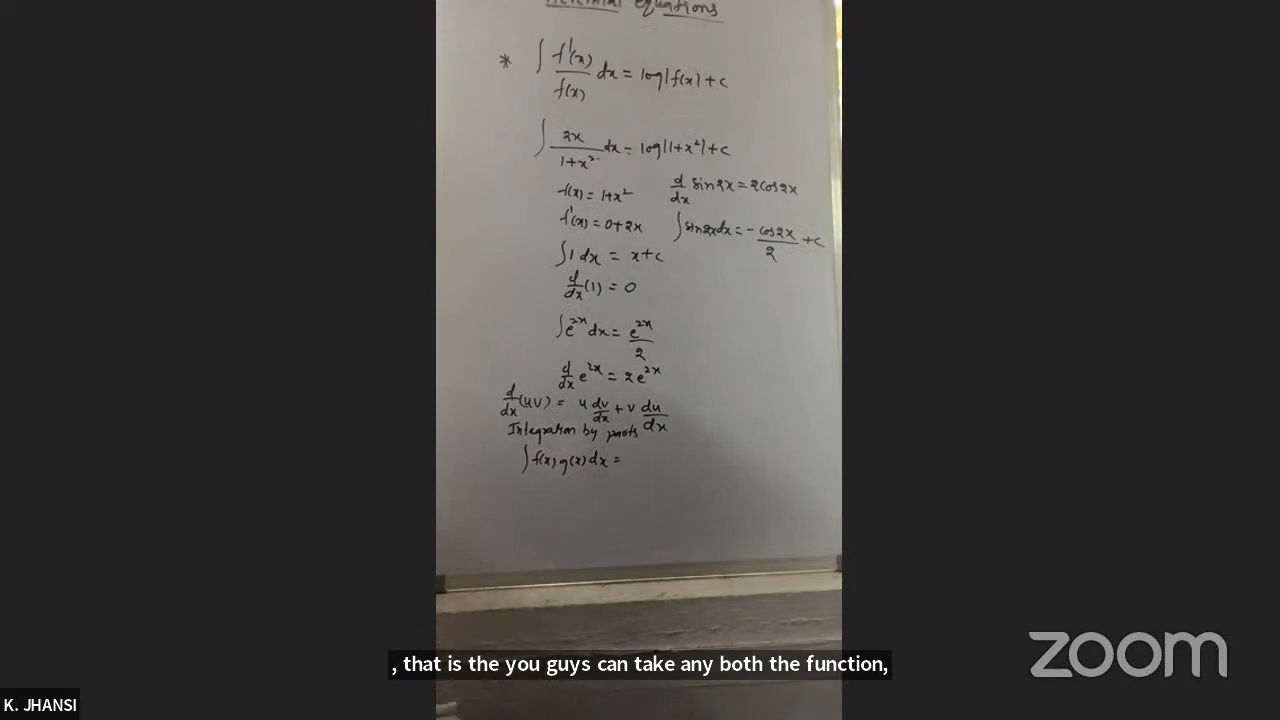 equations
* ∫ f'(x)/f(x) dx = log|f(x)| + c
∫ 2x/1+x² dx = log|1+x²| + c
f(x) = 1+x²
d/dx sin2x = 2cos2x
f'(x) = 0+2x
∫ sin2x dx = -cos2x/2 + c
∫ 1 dx = x+c
d/dx (1) = 0
∫ e^2x dx = e^2x/2
d/dx e^2x = 2e^2x
d/dx (uv) = u dv/dx + v du/dx
Integration by parts
∫ f(x) g(x) dx =
, that is the you guys can take any both the function,
zoom
K. JHANSI